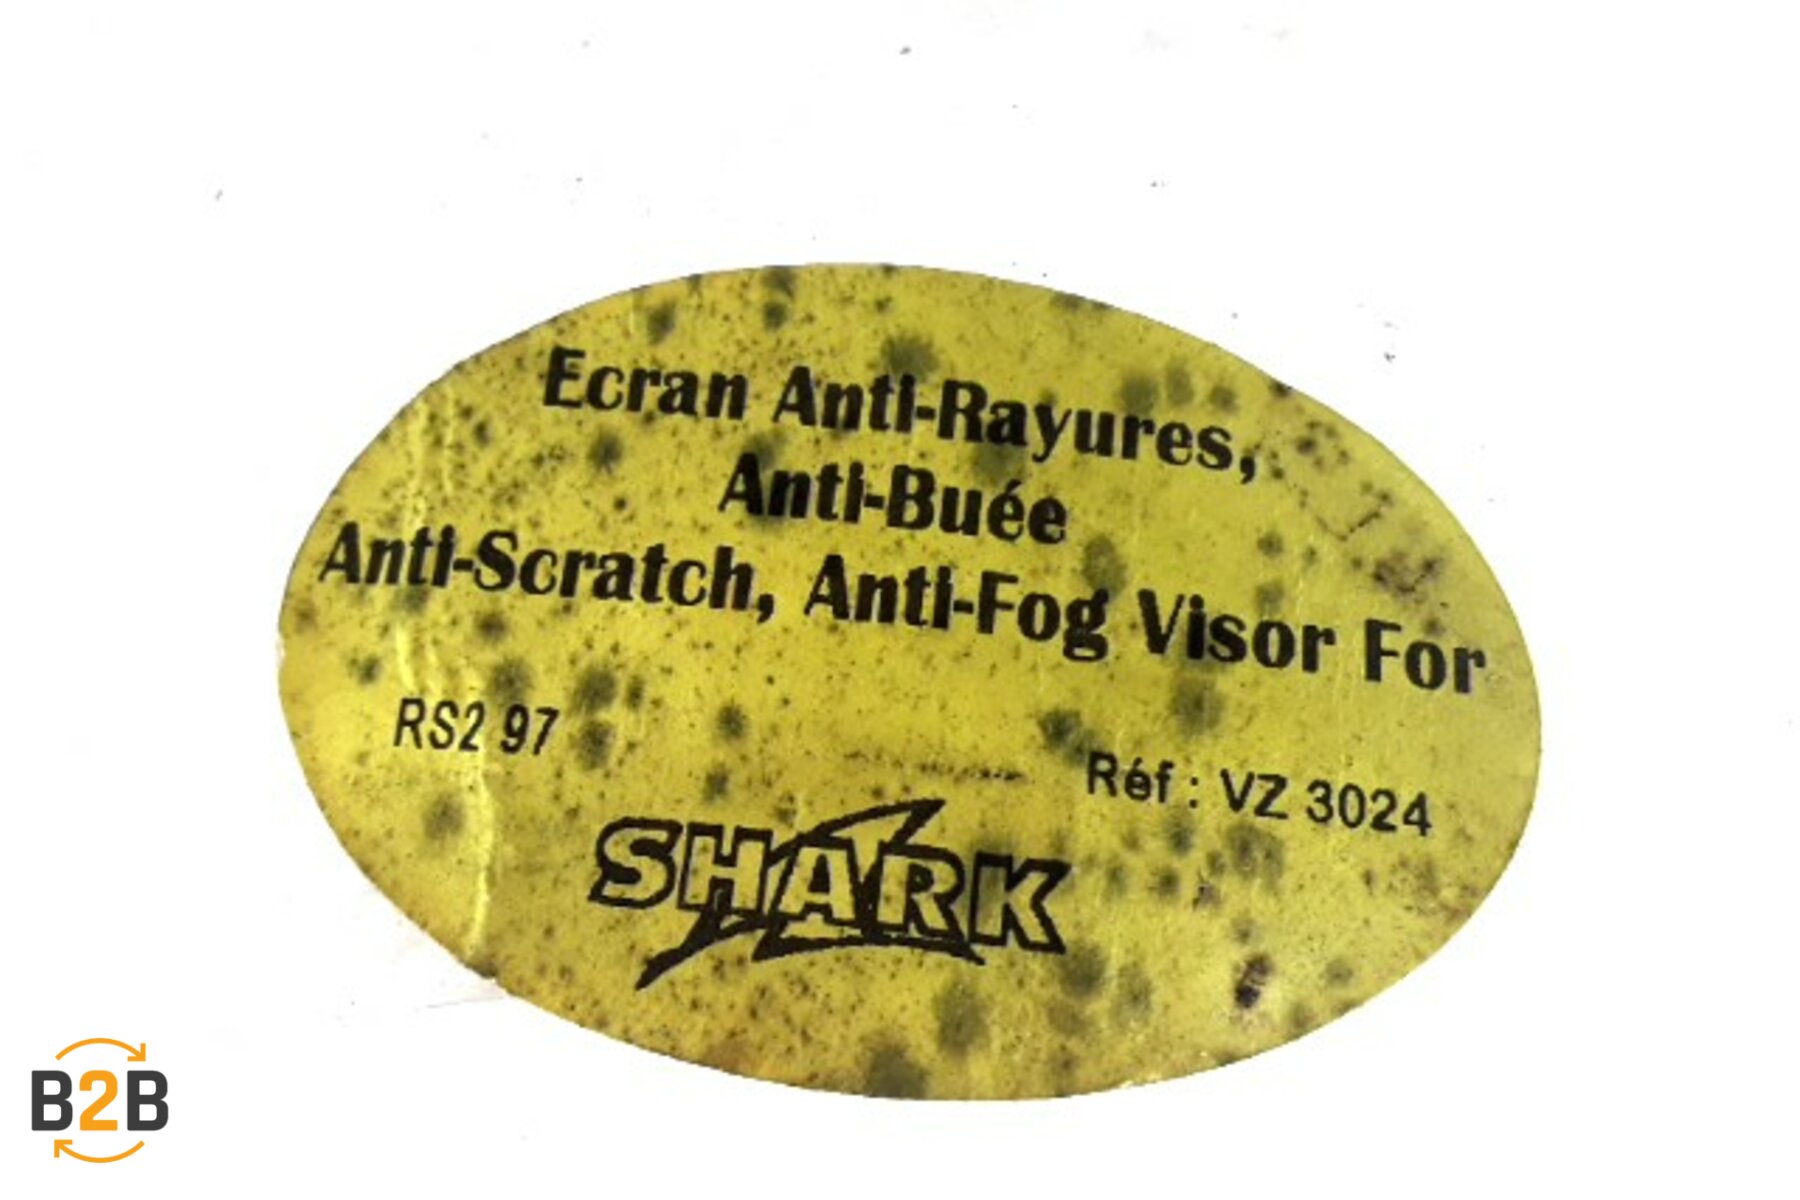 Ecran Anti-Rayures,
Anti-Buée
Anti-Scratch, Anti-Fog Visor For
RS2 97
Réf : VZ 3024
SHARK
B2B